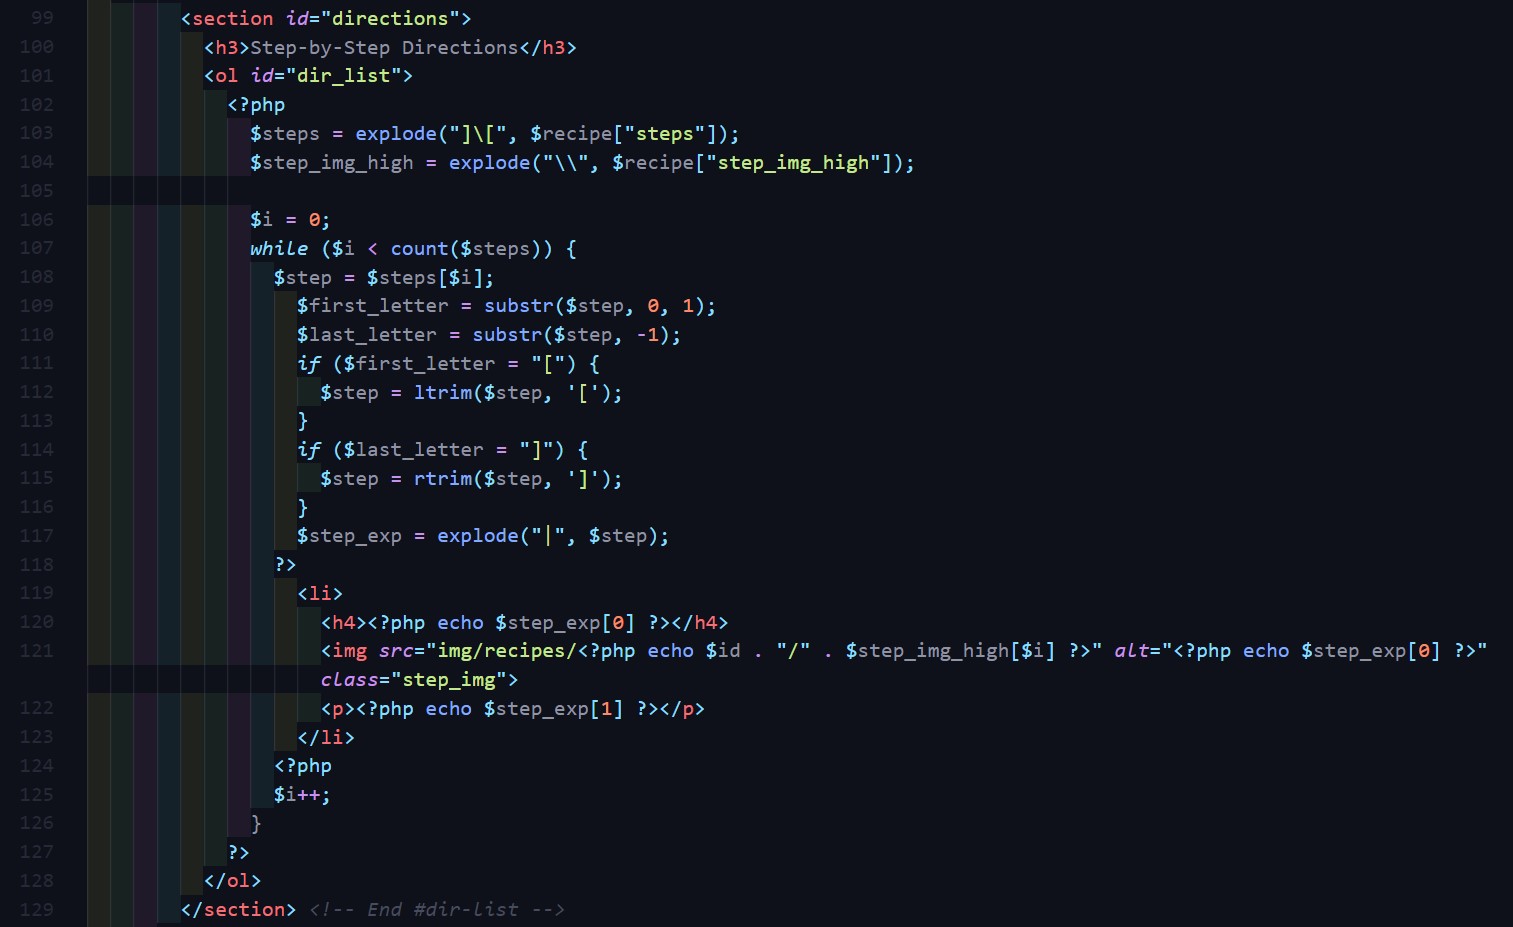 99 <section id="directions">
100 <h3>Step-by-Step Directions</h3>
101 <ol id="dir_list">
102 <?php
103 $steps = explode("]\[", $recipe["steps"]);
104 $step_img_high = explode("\\", $recipe["step_img_high"]);
105
106 $i = 0;
107 while ($i < count($steps)) {
108 $step = $steps[$i];
109 $first_letter = substr($step, 0, 1);
110 $last_letter = substr($step, -1);
111 if ($first_letter = "[") {
112 $step = ltrim($step, '[');
113 }
114 if ($last_letter = "]") {
115 $step = rtrim($step, ']');
116 }
117 $step_exp = explode("|", $step);
118 ?>
119 <li>
120 <h4><?php echo $step_exp[0] ?></h4>
121 <img src="img/recipes/<?php echo $id . "/" . $step_img_high[$i] ?>" alt="<?php echo $step_exp[0] ?>"
class="step_img">
122 <p><?php echo $step_exp[1] ?></p>
123 </li>
124 <?php
125 $i++;
126 }
127 ?>
128 </ol>
129 </section> <!-- End #dir-list -->